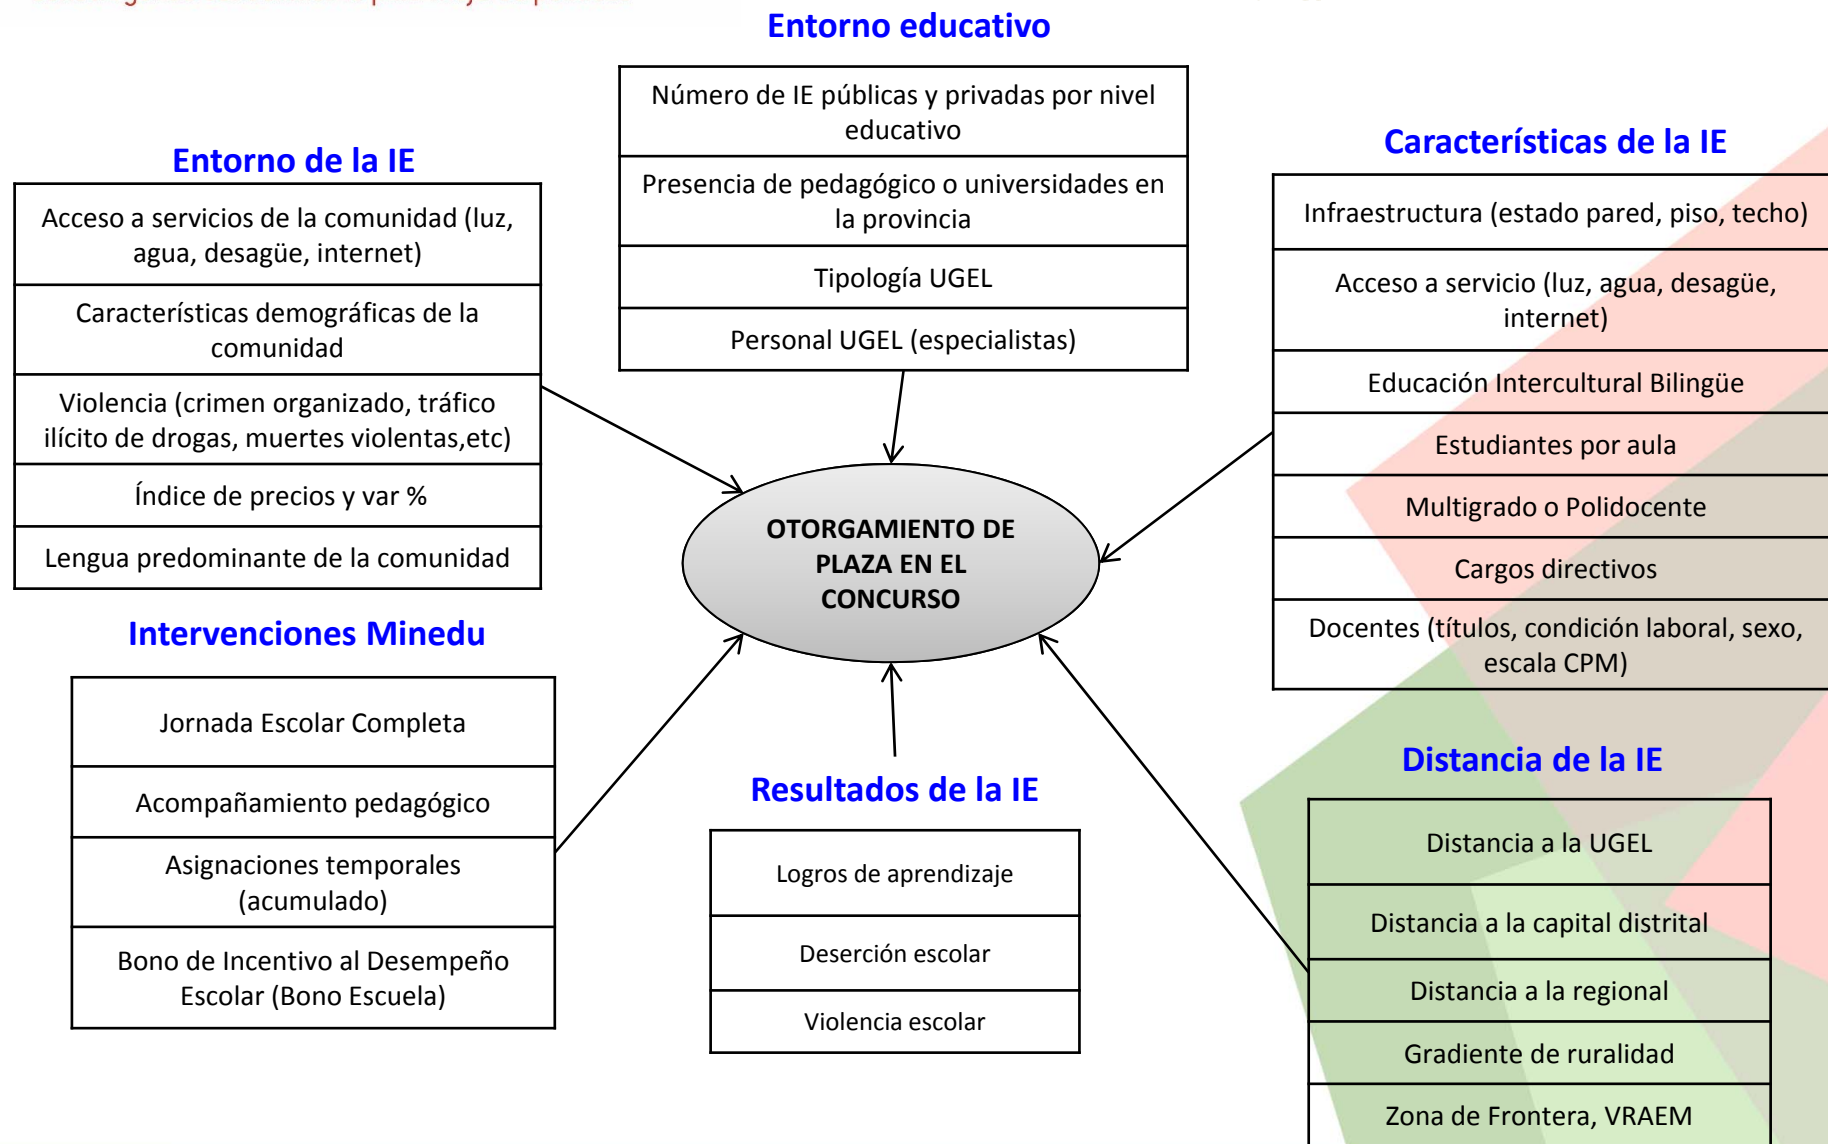 Entorno educativo
Número de IE públicas y privadas por nivel
educativo
Presencia de pedagógico o universidades en
la provincia
Tipología UGEL
Personal UGEL (especialistas)
Entorno de la IE
Acceso a servicios de la comunidad (luz,
agua, desagüe, internet)
Características demográficas de la
comunidad
Violencia (crimen organizado, tráfico
ilícito de drogas, muertes violentas,etc)
Índice de precios y var %
Lengua predominante de la comunidad
Características de la IE
Infraestructura (estado pared, piso, techo)
Acceso a servicio (luz, agua, desagüe,
internet)
Educación Intercultural Bilingüe
Estudiantes por aula
Multigrado o Polidocente
Cargos directivos
Docentes (títulos, condición laboral, sexo,
escala CPM)
OTORGAMIENTO DE
PLAZA EN EL
CONCURSO
Intervenciones Minedu
Jornada Escolar Completa
Acompañamiento pedagógico
Asignaciones temporales
(acumulado)
Bono de Incentivo al Desempeño
Escolar (Bono Escuela)
Resultados de la IE
Logros de aprendizaje
Deserción escolar
Violencia escolar
Distancia de la IE
Distancia a la UGEL
Distancia a la capital distrital
Distancia a la regional
Gradiente de ruralidad
Zona de Frontera, VRAEM